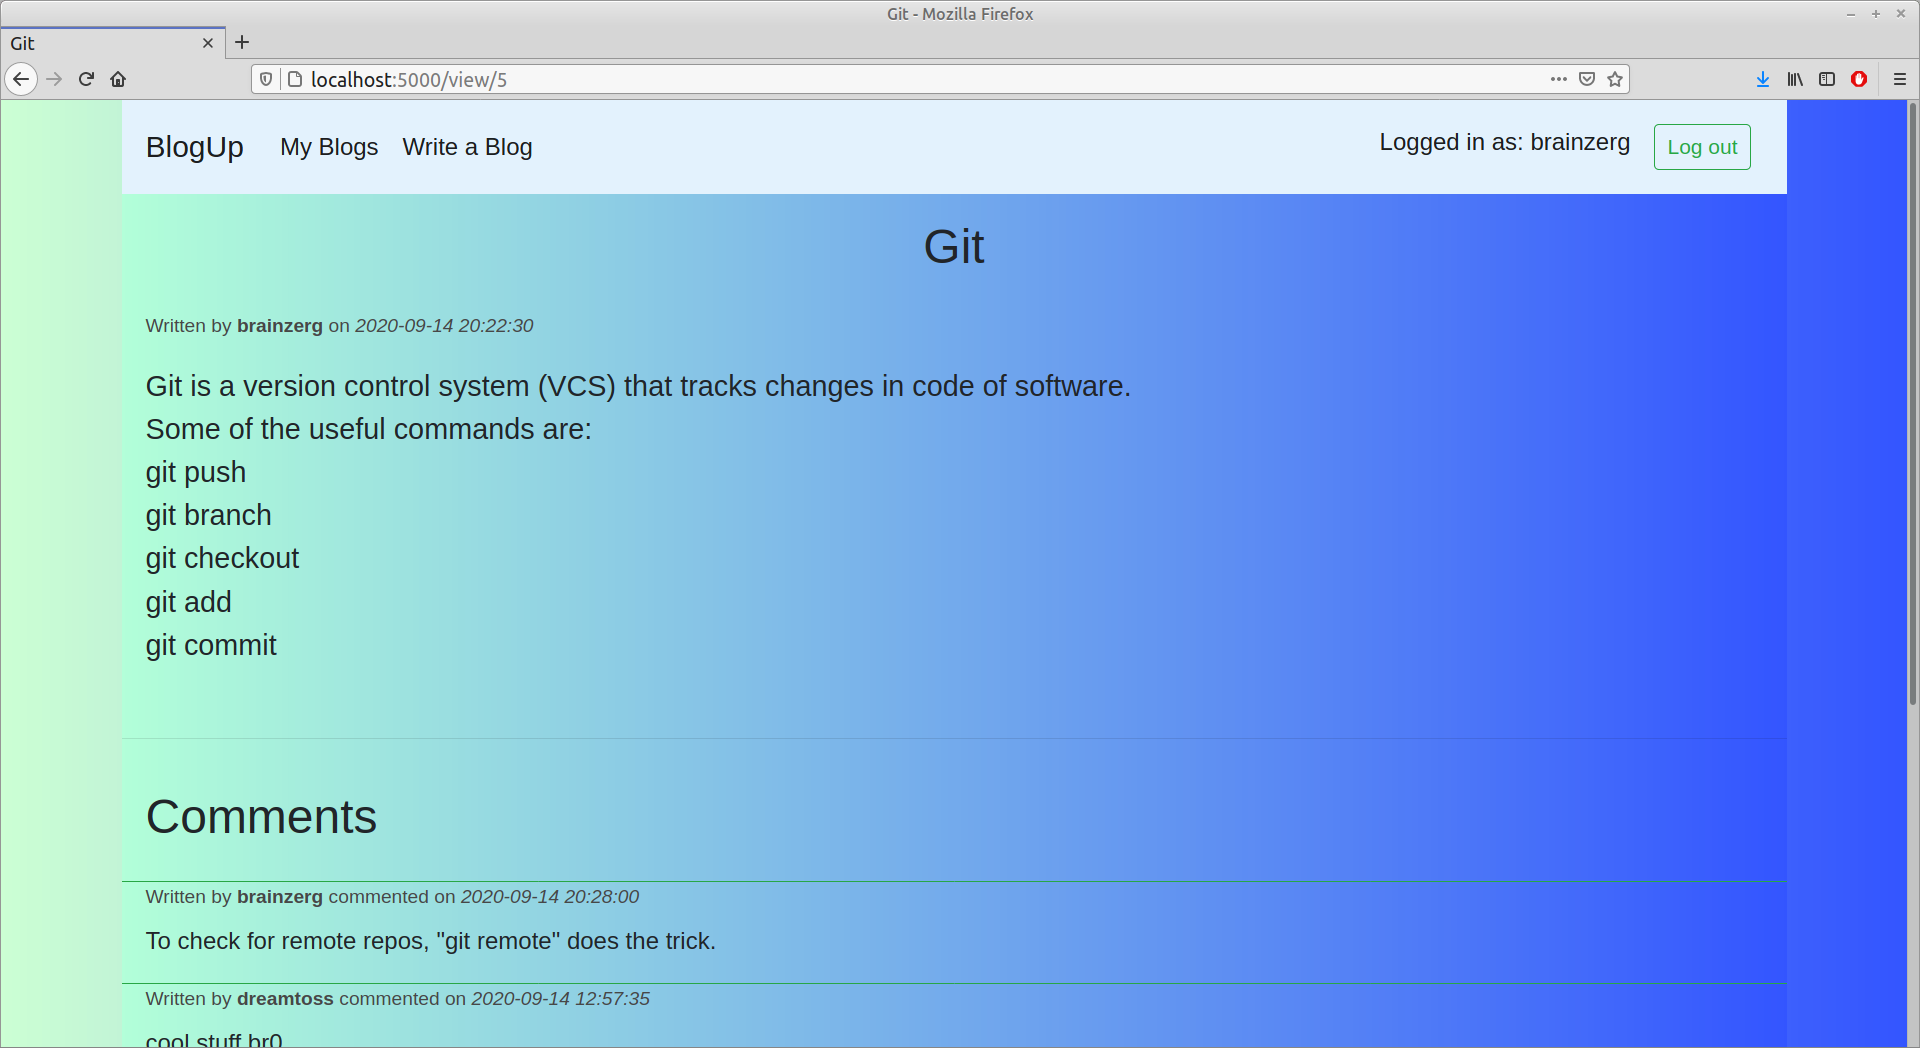 Git - Mozilla Firefox
Git
localhost:5000/view/5
BlogUp My Blogs Write a Blog Logged in as: brainzerg Log out
Git
Written by brainzerg on 2020-09-14 20:22:30
Git is a version control system (VCS) that tracks changes in code of software.
Some of the useful commands are:
git push
git branch
git checkout
git add
git commit
Comments
Written by brainzerg commented on 2020-09-14 20:28:00
To check for remote repos, "git remote" does the trick.
Written by dreamtoss commented on 2020-09-14 12:57:35
cool stuff br0